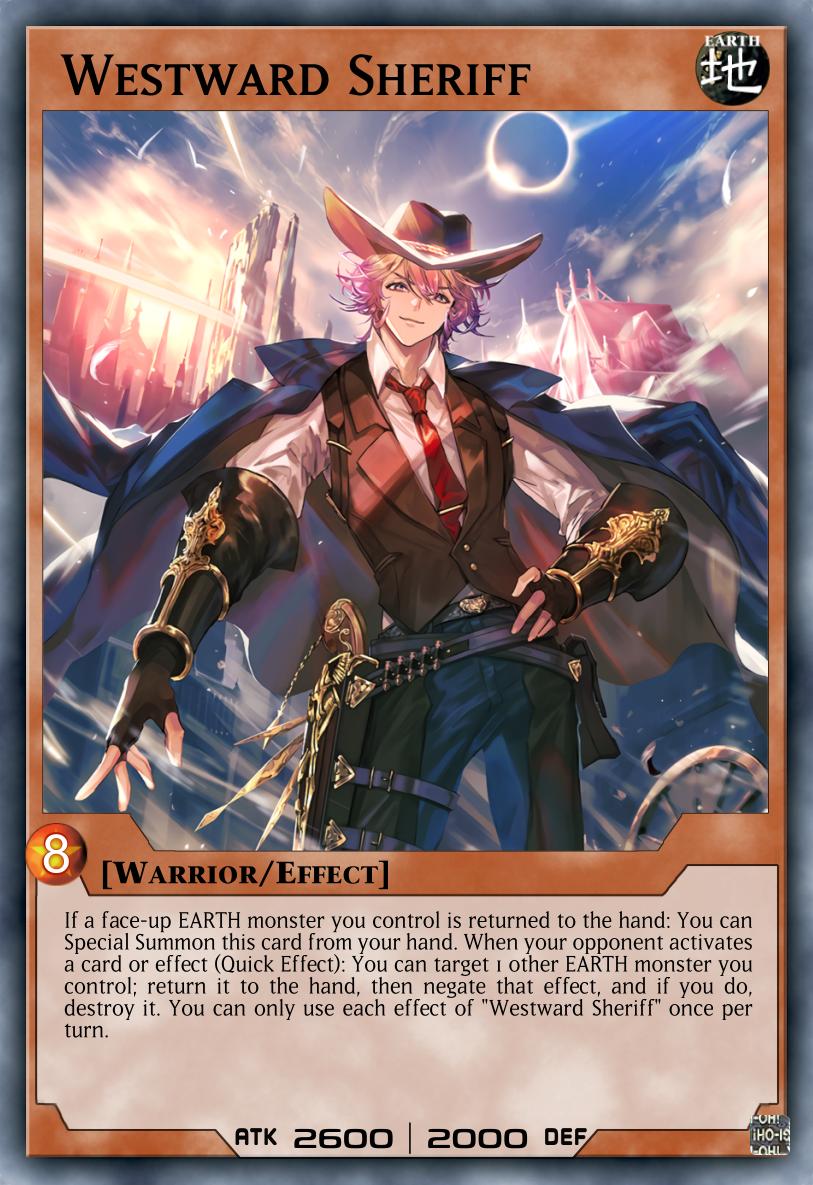 Westward Sheriff
EARTH
地
8
[Warrior/Effect]
If a face-up EARTH monster you control is returned to the hand: You can
Special Summon this card from your hand. When your opponent activates
a card or effect (Quick Effect): You can target 1 other EARTH monster you
control; return it to the hand, then negate that effect, and if you do,
destroy it. You can only use each effect of "Westward Sheriff" once per
turn.
ATK 2600 | 2000 DEF